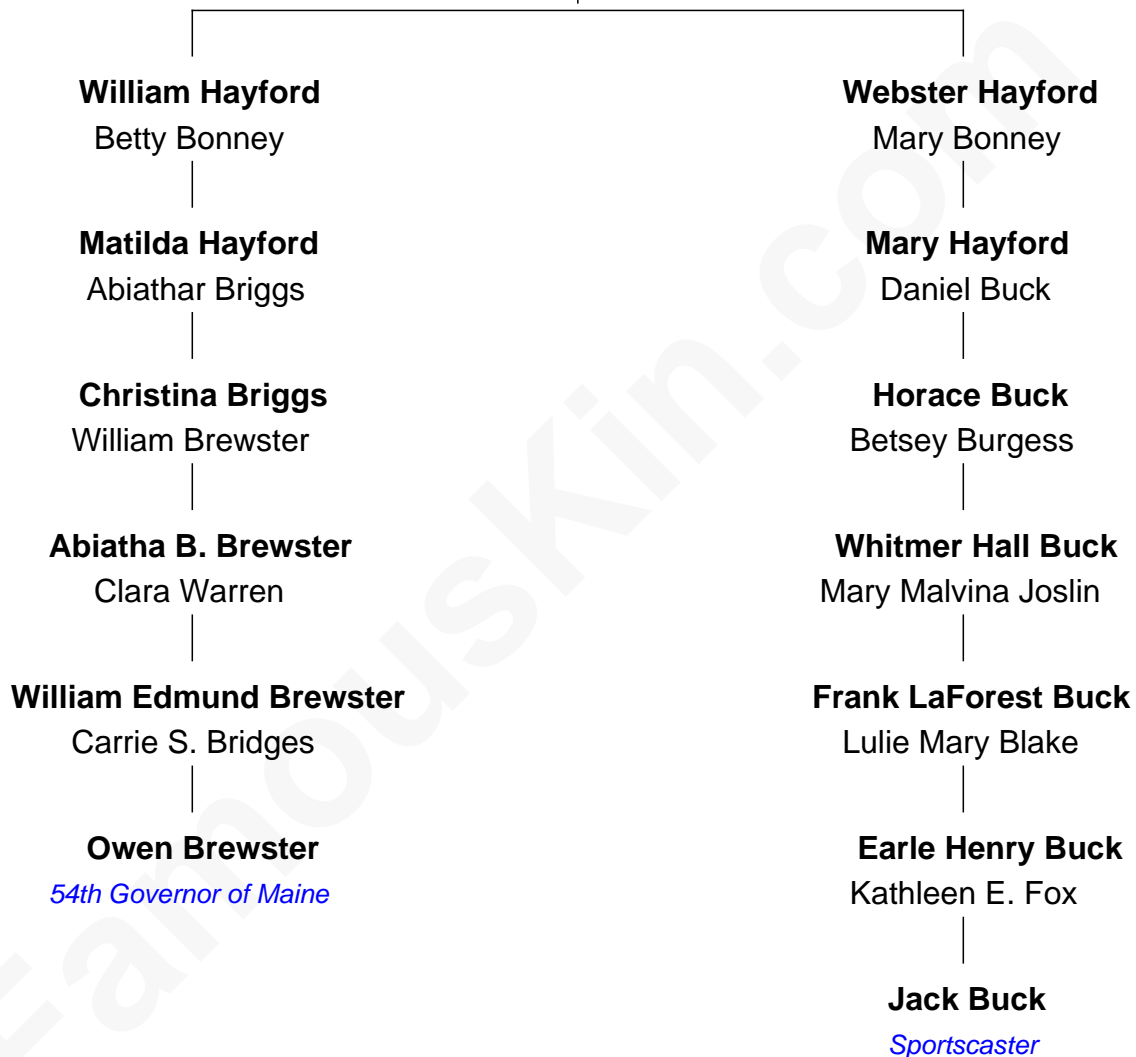 William Hayford
Betty Bonney
Webster Hayford
Mary Bonney
Matilda Hayford
Abiathar Briggs
Mary Hayford
Daniel Buck
Christina Briggs
William Brewster
Horace Buck
Betsey Burgess
Abiatha B. Brewster
Clara Warren
Whitmer Hall Buck
Mary Malvina Joslin
William Edmund Brewster
Carrie S. Bridges
Frank LaForest Buck
Lulie Mary Blake
Owen Brewster
54th Governor of Maine
Earle Henry Buck
Kathleen E. Fox
Jack Buck
Sportscaster
FamousKin.com